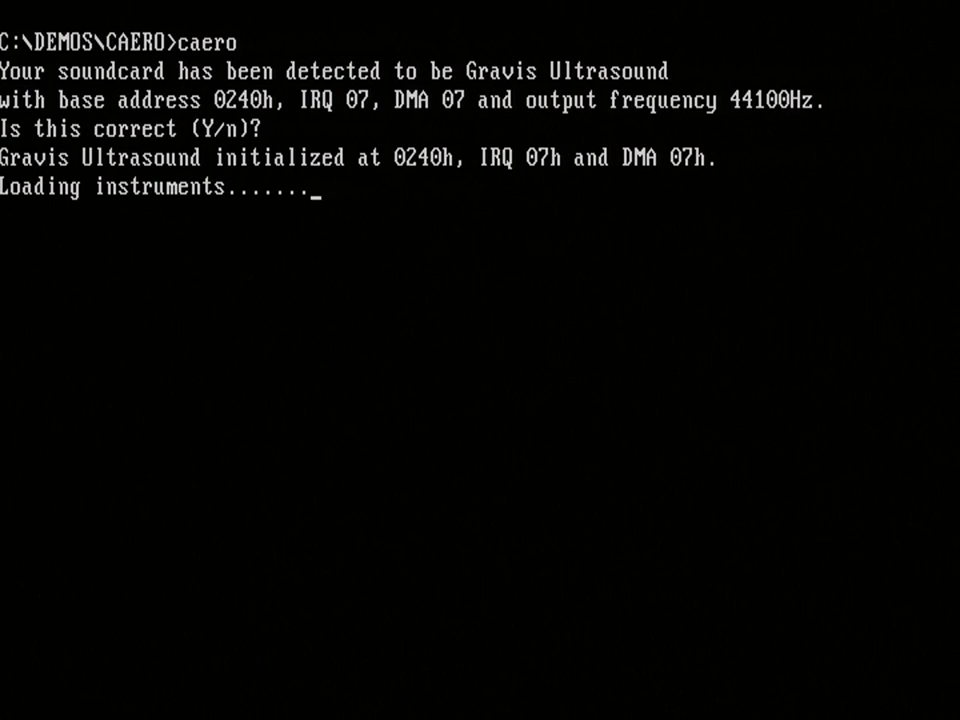 C:\DEMOS\CAERO>caero
Your soundcard has been detected to be Gravis Ultrasound
with base address 0240h, IRQ 07, DMA 07 and output frequency 44100Hz.
Is this correct (Y/n)?
Gravis Ultrasound initialized at 0240h, IRQ 07h and DMA 07h.
Loading instruments......._